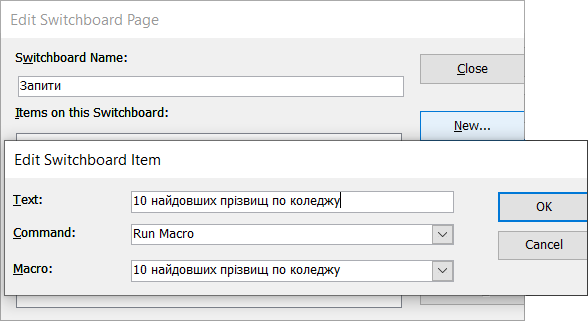 Edit Switchboard Page
Switchboard Name:
Close
Запити
Items on this Switchboard:
New...
Edit Switchboard Item
Text:
10 найдовших прізвищ по коледжу
OK
Command:
Run Macro
Cancel
Macro:
10 найдовших прізвищ по коледжу